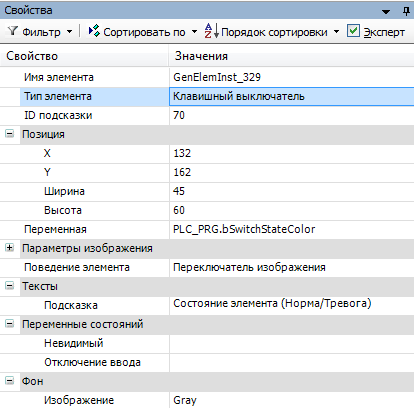 Свойства
Фильтр Сортировать по Порядок сортировки Эксперт
Свойство Значения
Имя элемента GenElemInst_329
Тип элемента Клавишный выключатель
ID подсказки 70
Позиция
X 132
Y 162
Ширина 45
Высота 60
Переменная PLC_PRG.bSwitchStateColor
Параметры изображения
Поведение элемента Переключатель изображения
Тексты
Подсказка Состояние элемента (Норма/Тревога)
Переменные состояний
Невидимый
Отключение ввода
Фон
Изображение Gray